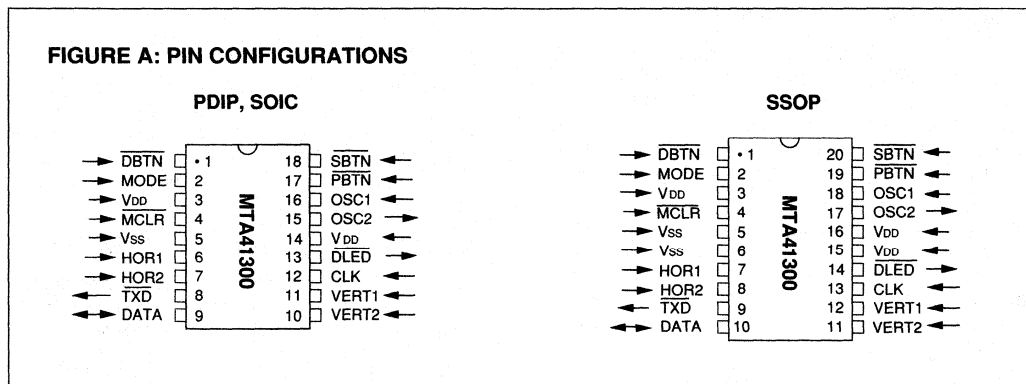 FIGURE A: PIN CONFIGURATIONS
PDIP, SOIC
DBTN • 1 18 SBTN
MODE 2 17 PBTN
VDD 3 16 OSC1
MCLR 4 15 OSC2
VSS 5 14 VDD
HOR1 6 13 DLED
HOR2 7 12 CLK
TXD 8 11 VERT1
DATA 9 10 VERT2
MTA41300
SSOP
DBTN • 1 20 SBTN
MODE 2 19 PBTN
VDD 3 18 OSC1
MCLR 4 17 OSC2
VSS 5 16 VDD
VSS 6 15 VDD
HOR1 7 14 DLED
HOR2 8 13 CLK
TXD 9 12 VERT1
DATA 10 11 VERT2
MTA41300